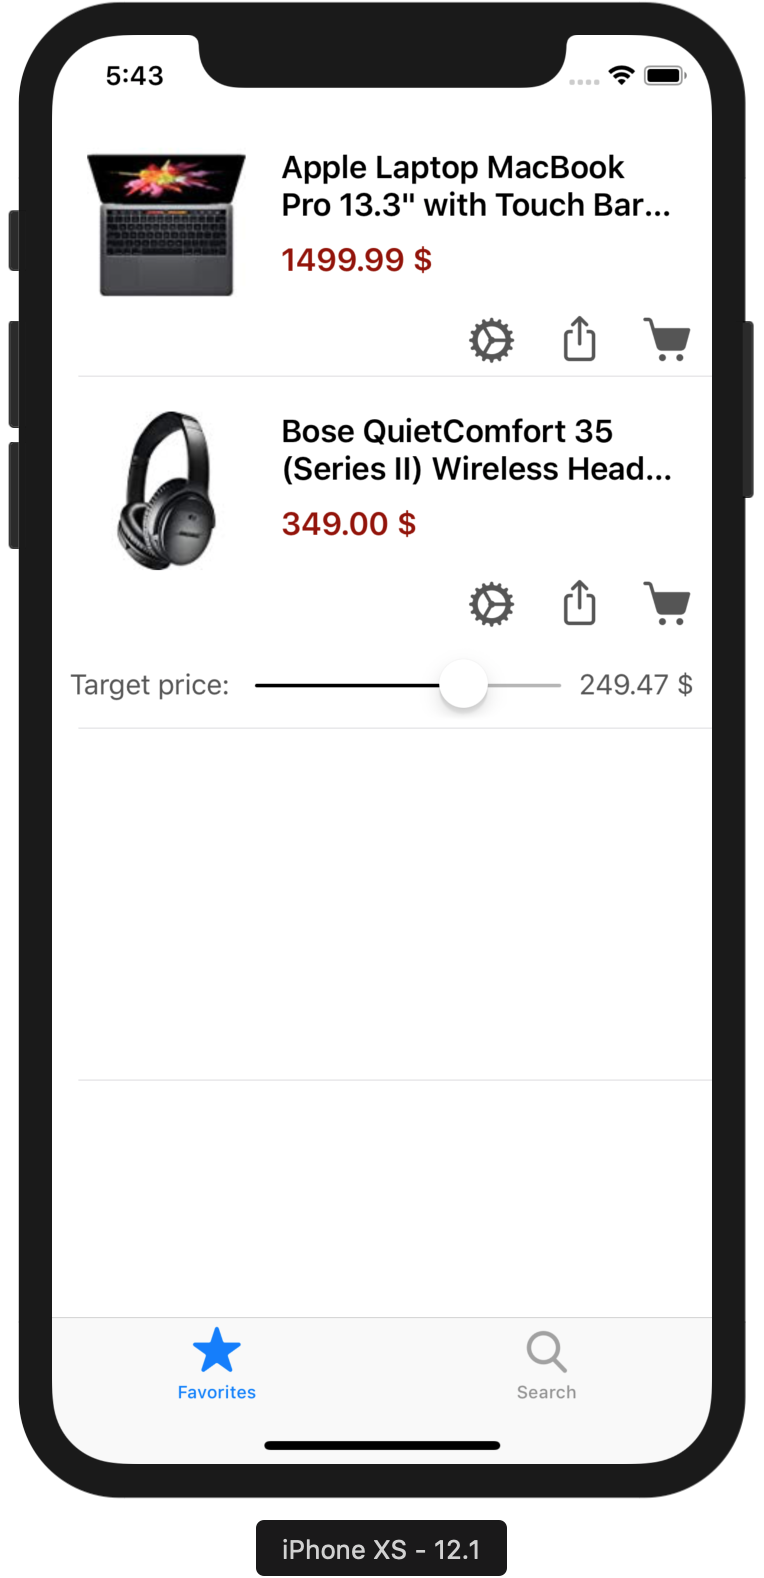 5:43
Apple Laptop MacBook
Pro 13.3" with Touch Bar...
1499.99 $
Bose QuietComfort 35
(Series II) Wireless Head...
349.00 $
Target price:
249.47 $
Favorites
Search
iPhone XS - 12.1